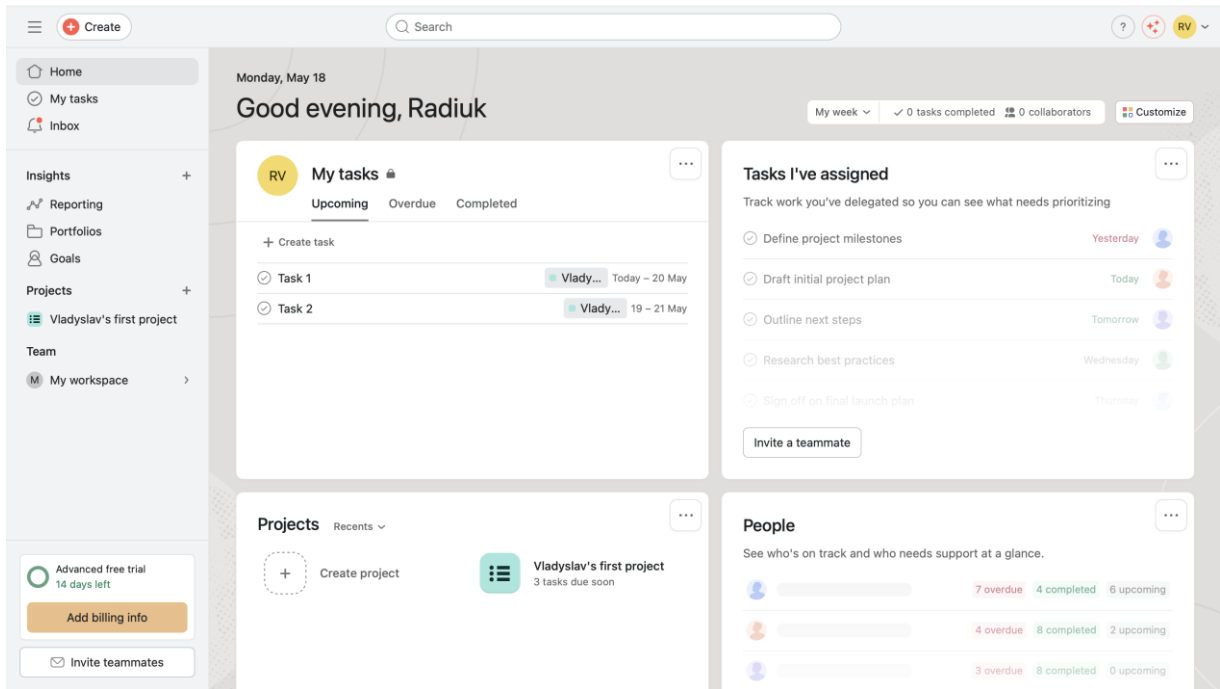 Create
Search
?
RV
Home
My tasks
Inbox
Insights
Reporting
Portfolios
Goals
Projects
Vladyslav's first project
Team
M My workspace
Advanced free trial
14 days left
Add billing info
Invite teammates
Monday, May 18
Good evening, Radiuk
My week
0 tasks completed
0 collaborators
Customize
RV
My tasks
Upcoming Overdue Completed
Create task
Task 1 Vlady... Today – 20 May
Task 2 Vlady... 19 – 21 May
Tasks I've assigned
Track work you've delegated so you can see what needs prioritizing
Define project milestones Yesterday
Draft initial project plan Today
Outline next steps Tomorrow
Research best practices Wednesday
Sign off on final launch plan Thursday
Invite a teammate
Projects Recents
Create project
Vladyslav's first project
3 tasks due soon
People
See who's on track and who needs support at a glance.
7 overdue 4 completed 6 upcoming
4 overdue 8 completed 2 upcoming
3 overdue 8 completed 0 upcoming